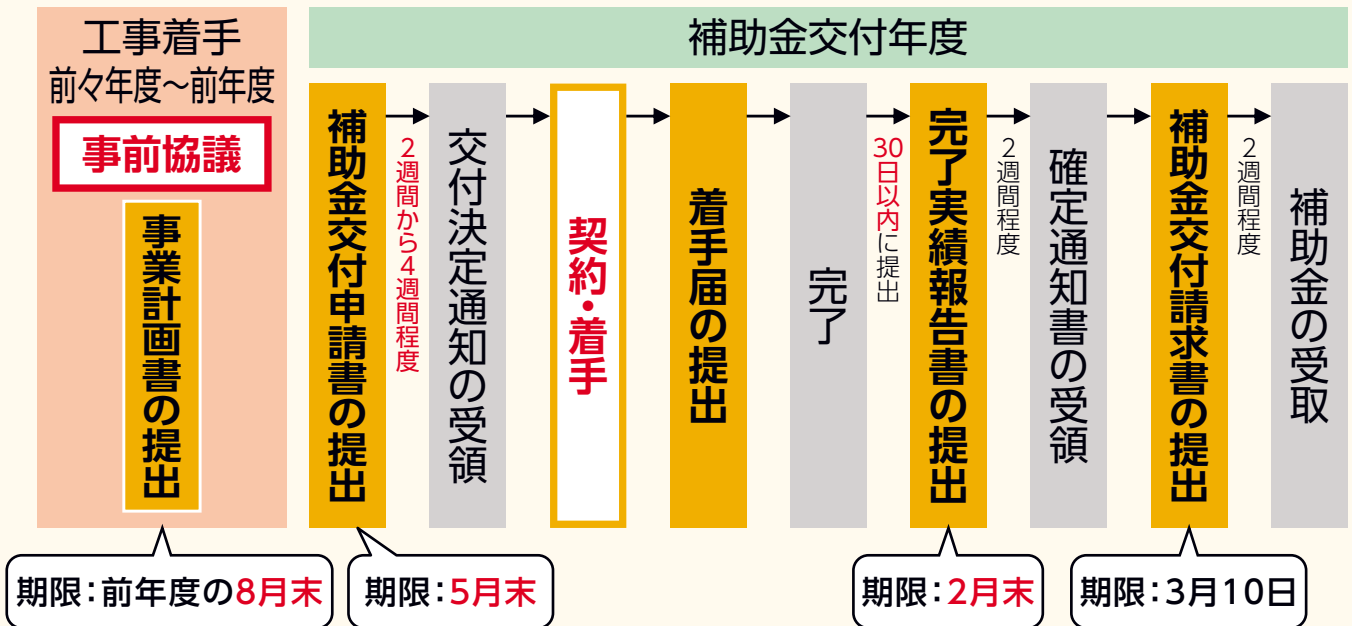 工事着手
前々年度～前年度
事前協議
事業計画書の提出
期限：前年度の8月末
補助金交付年度
補助金交付申請書の提出
期限：5月末
2週間から4週間程度
交付決定通知の受領
契約・着手
着手届の提出
完了
30日以内に提出
完了実績報告書の提出
期限：2月末
2週間程度
確定通知書の受領
補助金交付請求書の提出
期限：3月10日
2週間程度
補助金の受取